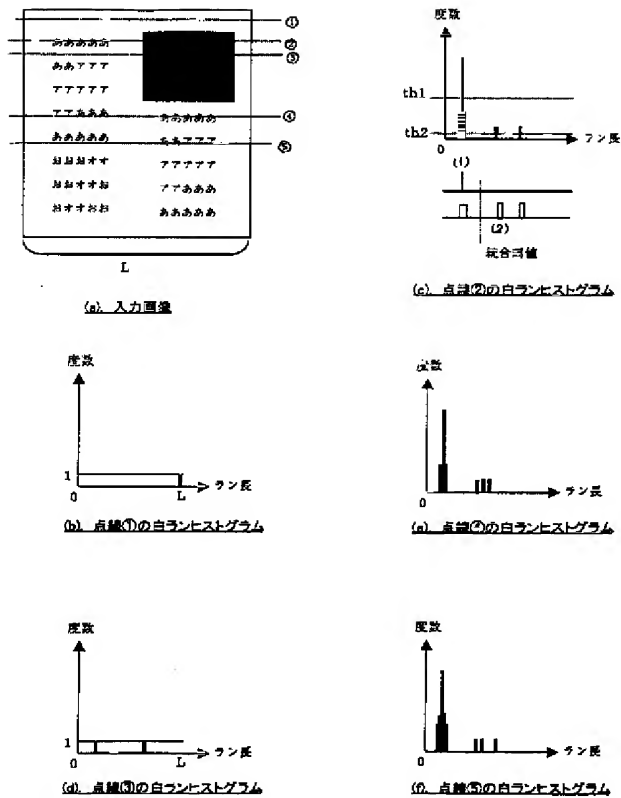 ①
②
③
④
⑤
あああああ
ああアアア
アアアアア
アアあああ
あああああ
おおおオオ
おおオオお
おオオおお
あああああ
ああアアア
アアアアア
アアあああ
あああああ
L
(a). 入力画像
度数
th1
th2
0
ラン長
(1)
(2)
統合閾値
(c). 点線②の白ランヒストグラム
度数
1
0
L
ラン長
(b). 点線①の白ランヒストグラム
度数
0
ラン長
(e). 点線④の白ランヒストグラム
度数
1
0
L
ラン長
(d). 点線③の白ランヒストグラム
度数
0
ラン長
(f). 点線⑤の白ランヒストグラム